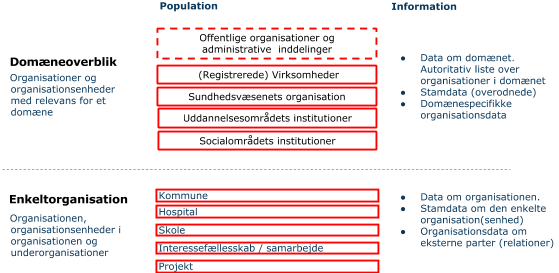 Population
Information
Domæneoverblik
Organisationer og
organisationsenheder
med relevans for et
domæne
Offentlige organisationer og
administrative inddelinger
(Registrerede) Virksomheder
Sundhedsvæsenets organisation
Uddannelsesområdets institutioner
Socialområdets institutioner
● Data om domænet.
Autoritativ liste over
organisationer i domænet
● Stamdata (overodnede)
● Domænespecifikke
organisationsdata
Enkeltorganisation
Organisationen,
organisationsenheder i
organisationen og
underorganisationer
Kommune
Hospital
Skole
Interessefællesskab / samarbejde
Projekt
● Data om organisationen.
● Stamdata om den enkelte
organisation(senhed)
● Organisationsdata om
eksterne parter (relationer)